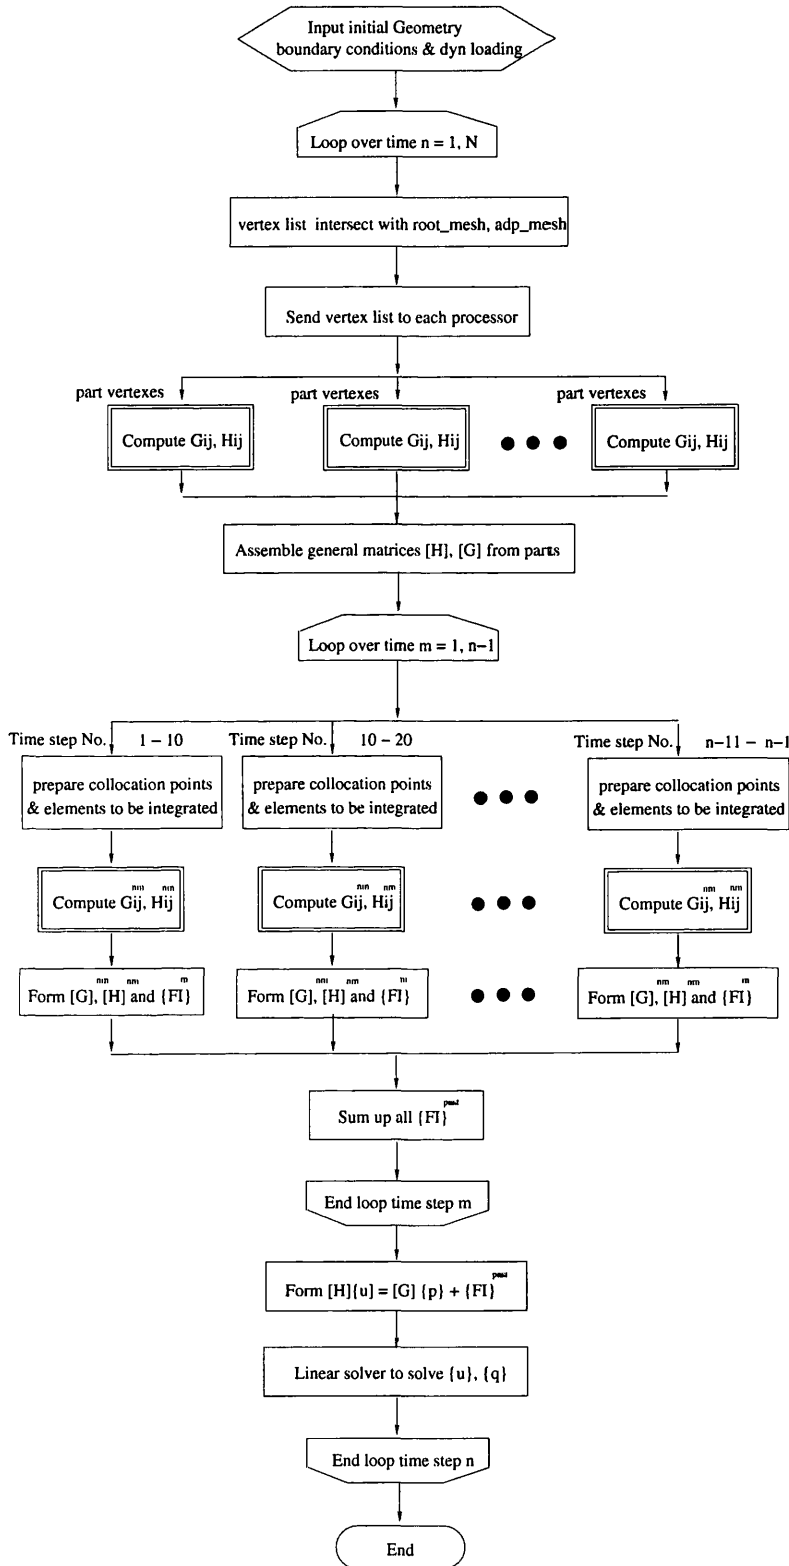 Input initial Geometry
boundary conditions & dyn loading
Loop over time n = 1, N
vertex list intersect with root_mesh, adp_mesh
Send vertex list to each processor
part vertexes part vertexes part vertexes
Compute Gij, Hij Compute Gij, Hij Compute Gij, Hij
Assemble general matrices [H], [G] from parts
Loop over time m = 1, n−1
Time step No. 1 − 10 Time step No. 10 − 20 Time step No. n−11 − n−1
prepare collocation points prepare collocation points prepare collocation points
& elements to be integrated & elements to be integrated & elements to be integrated
nm nm nm nm nm nm
Compute Gij, Hij Compute Gij, Hij Compute Gij, Hij
nm nm m nm nm m nm nm m
Form [G], [H] and {FI} Form [G], [H] and {FI} Form [G], [H] and {FI}
past
Sum up all {FI}
End loop time step m
past
Form [H]{u} = [G] {p} + {FI}
Linear solver to solve {u}, {q}
End loop time step n
End